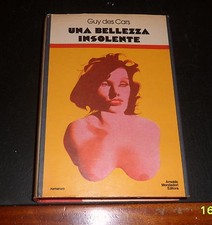 Guy des Cars
UNA BELLEZZA
INSOLENTE
Arnoldo
Mondadori
Editore
16